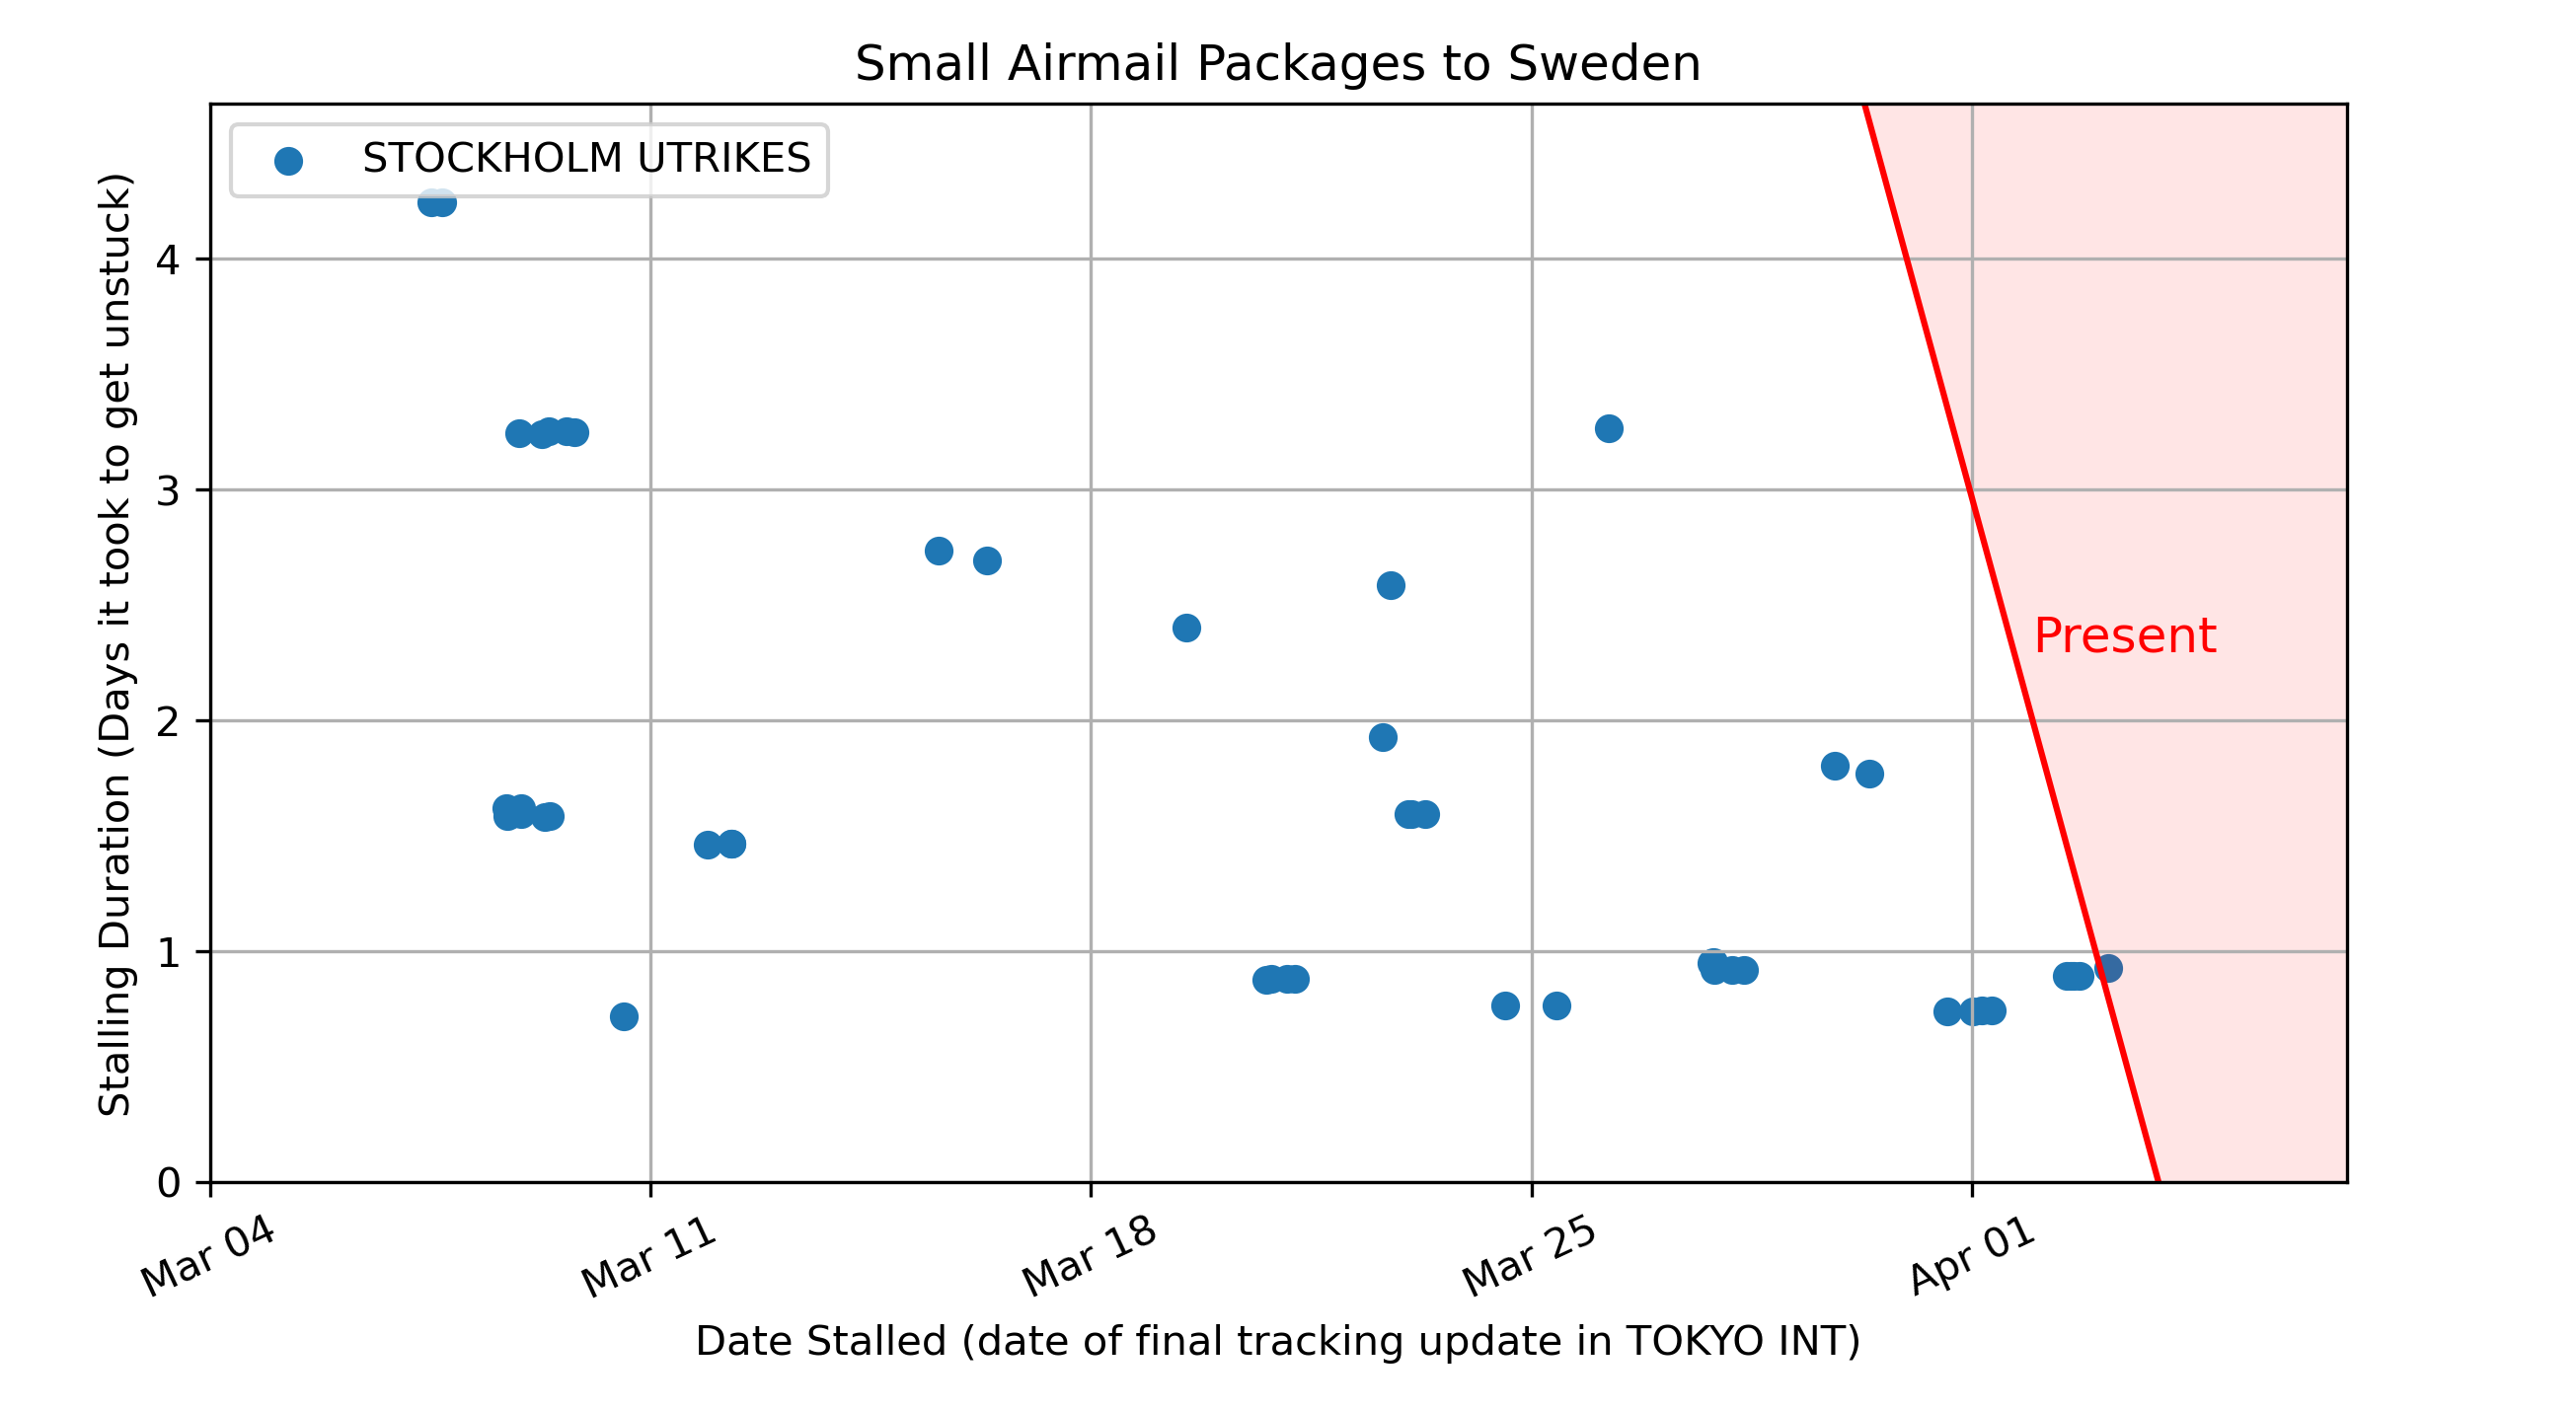 Small Airmail Packages to Sweden
STOCKHOLM UTRIKES
Stalling Duration (Days it took to get unstuck)
4
3
2
1
0
Present
Mar 04
Mar 11
Mar 18
Mar 25
Apr 01
Date Stalled (date of final tracking update in TOKYO INT)